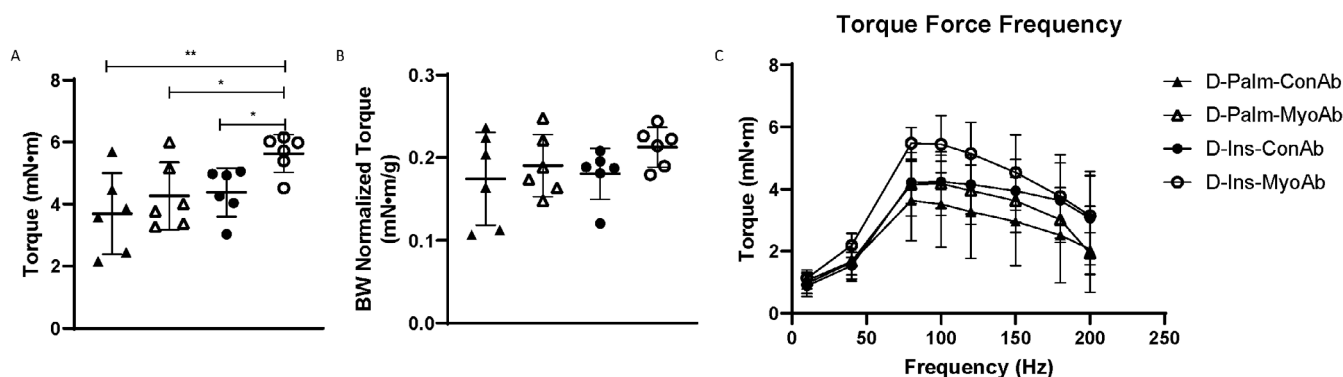 Torque Force Frequency
A
B
C
**
*
*
Torque (mN•m)
8
6
4
2
0
BW Normalized Torque
(mN•m/g)
0.3
0.2
0.1
0.0
Torque (mN•m)
8
6
4
2
0
0
50
100
150
200
250
Frequency (Hz)
D-Palm-ConAb
D-Palm-MyoAb
D-Ins-ConAb
D-Ins-MyoAb